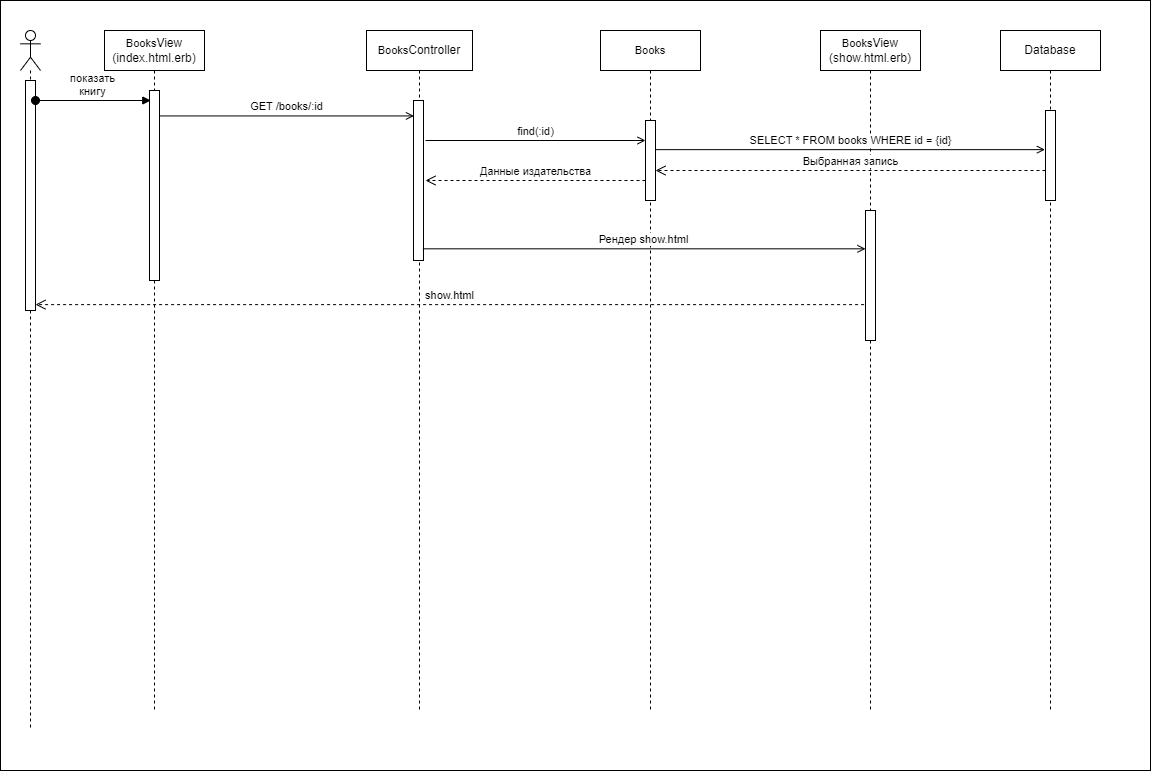 BooksView
(index.html.erb)
BooksController
Books
BooksView
(show.html.erb)
Database
показать
книгу
GET /books/:id
find(:id)
SELECT * FROM books WHERE id = {id}
Выбранная запись
Данные издательства
Рендер show.html
show.html